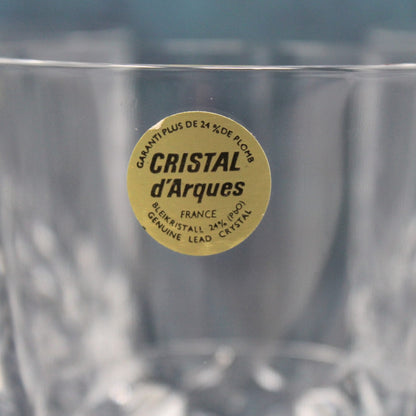 GARANTI PLUS DE 24 % DE PLOMB
CRISTAL
d'Arques
FRANCE
BLEIKRISTALL 24% (PbO)
GENUINE LEAD CRYSTAL